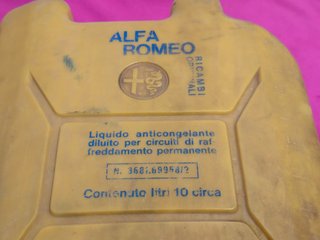 ALFA
ROMEO
RICAMBI
ORIGINALI
Liquido anticongelante
diluito per circuiti di raf
freddamento permanente
Contenuto litri 10 circa